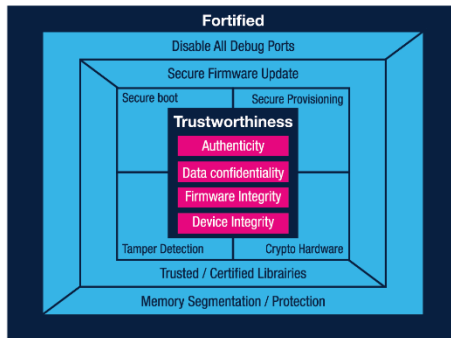 Fortified
Disable All Debug Ports
Secure Firmware Update
Secure boot
Secure Provisioning
Trustworthiness
Authenticity
Data confidentiality
Firmware Integrity
Device Integrity
Tamper Detection
Crypto Hardware
Trusted / Certified Librairies
Memory Segmentation / Protection